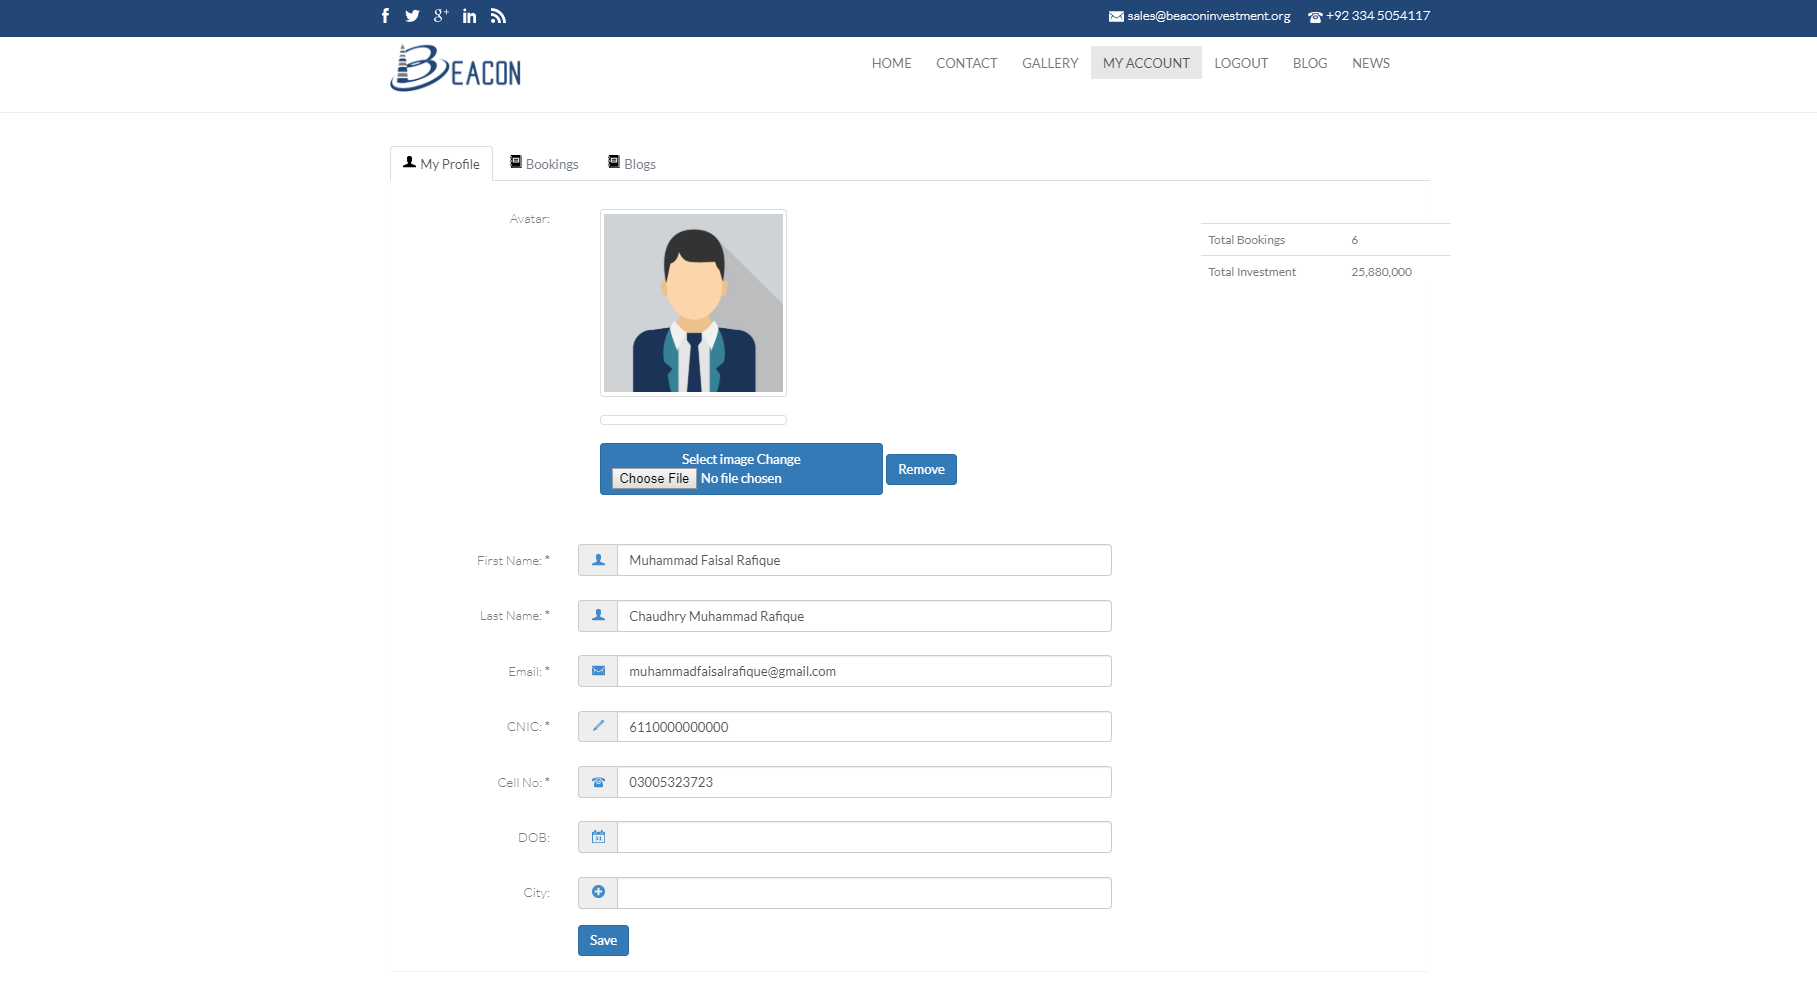 sales@beaconinvestment.org +92 334 5054117
BEACON
HOME CONTACT GALLERY MY ACCOUNT LOGOUT BLOG NEWS
My Profile Bookings Blogs
Avatar:
Total Bookings 6
Total Investment 25,880,000
Select image Change
Choose File No file chosen
Remove
First Name: * Muhammad Faisal Rafique
Last Name: * Chaudhry Muhammad Rafique
Email: * muhammadfaisalrafique@gmail.com
CNIC: * 6110000000000
Cell No: * 03005323723
DOB:
City:
Save